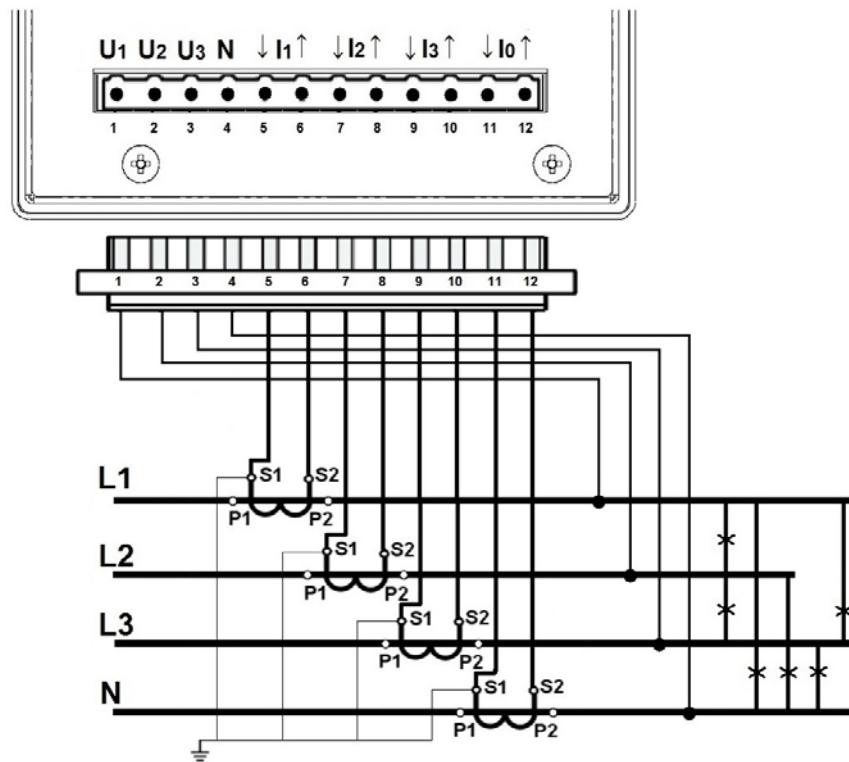 U1 U2 U3 N ↓ I1 ↑ ↓ I2 ↑ ↓ I3 ↑ ↓ I0 ↑
1 2 3 4 5 6 7 8 9 10 11 12
1 2 3 4 5 6 7 8 9 10 11 12
L1 S1 S2
P1 P2
L2 S1 S2
P1 P2
L3 S1 S2
P1 P2
N S1 S2
P1 P2